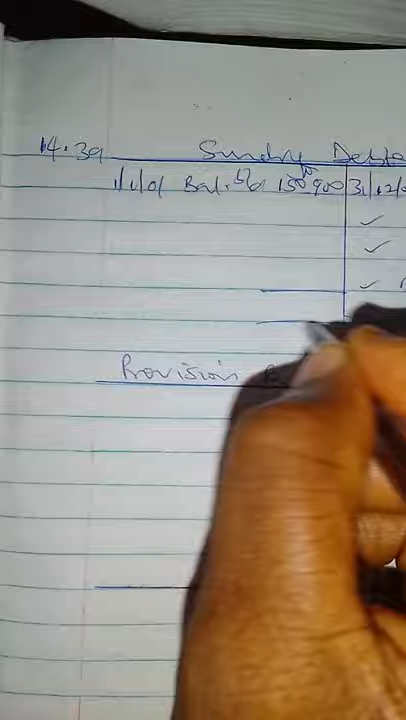 14.39 Sundry Debto
1/1/01 Bal. b/d 150 900 31/12/0
Provision